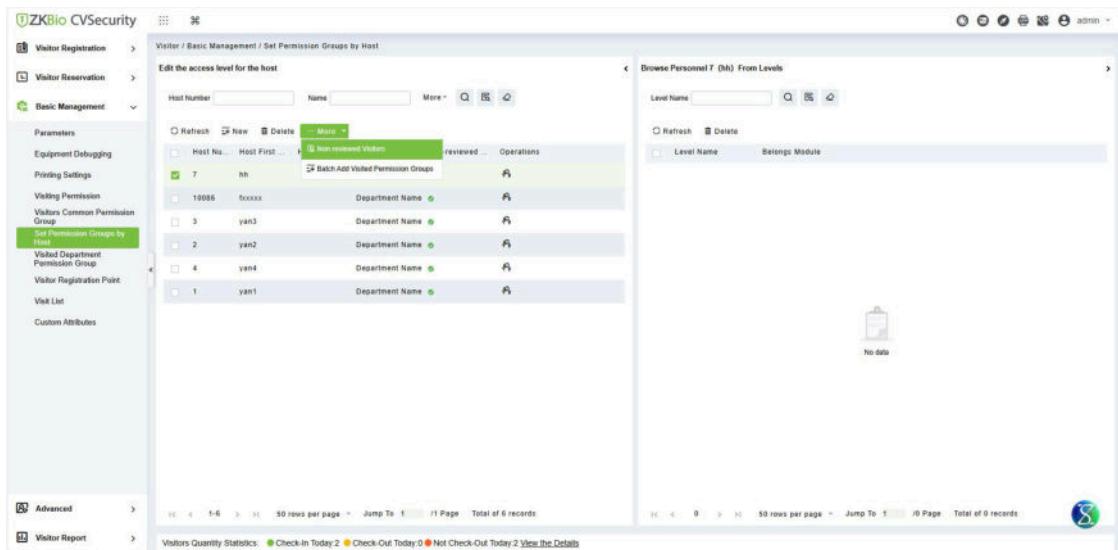 ZKBio CVSecurity
admin
Visitor Registration
Visitor Reservation
Basic Management
Parameters
Equipment Debugging
Printing Settings
Visiting Permission
Visitors Common Permission
Group
Set Permission Groups by
Host
Visited Department
Permission Group
Visitor Registration Point
Visit List
Custom Attributes
Advanced
Visitor Report
Visitor / Basic Management / Set Permission Groups by Host
Edit the access level for the host
Host Number Name More
Refresh New Delete More
Non reviewed Visitors
Batch Add Visited Permission Groups
Host Nu... Host First ... H reviewed ... Operations
7 hh
10086 Department Name
3 yan3 Department Name
2 yan2 Department Name
4 yan4 Department Name
1 yan1 Department Name
1-6 50 rows per page Jump To 1 /1 Page Total of 6 records
Browse Personnel 7 (hh) From Levels
Level Name
Refresh Delete
Level Name Belongs Module
No data
0 50 rows per page Jump To 1 /0 Page Total of 0 records
Visitors Quantity Statistics: Check-In Today:2 Check-Out Today:0 Not Check-Out Today:2 View the Details